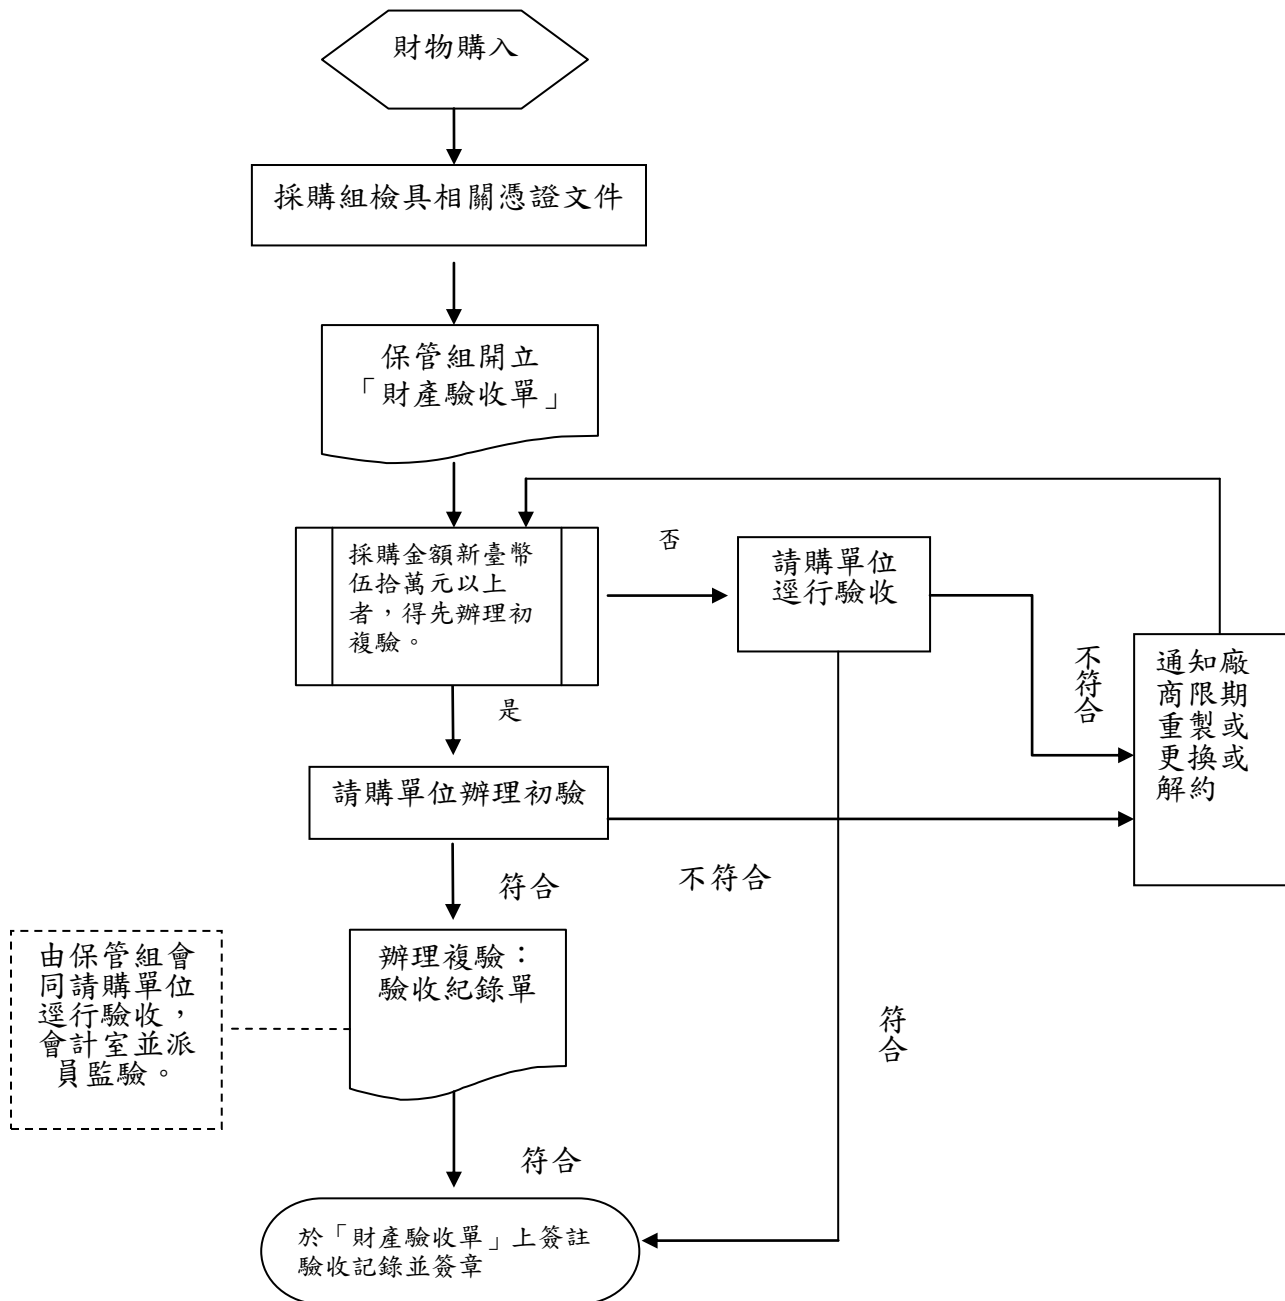 財物購入
採購組檢具相關憑證文件
保管組開立
「財產驗收單」
採購金額新臺幣
伍拾萬元以上
者，得先辦理初
複驗。
否
請購單位
逕行驗收
不符合
通知廠
商限期
重製或
更換或
解約
是
請購單位辦理初驗
符合
不符合
由保管組會
同請購單位
逕行驗收，
會計室並派
員監驗。
辦理複驗：
驗收紀錄單
符合
符合
於「財產驗收單」上簽註
驗收記錄並簽章